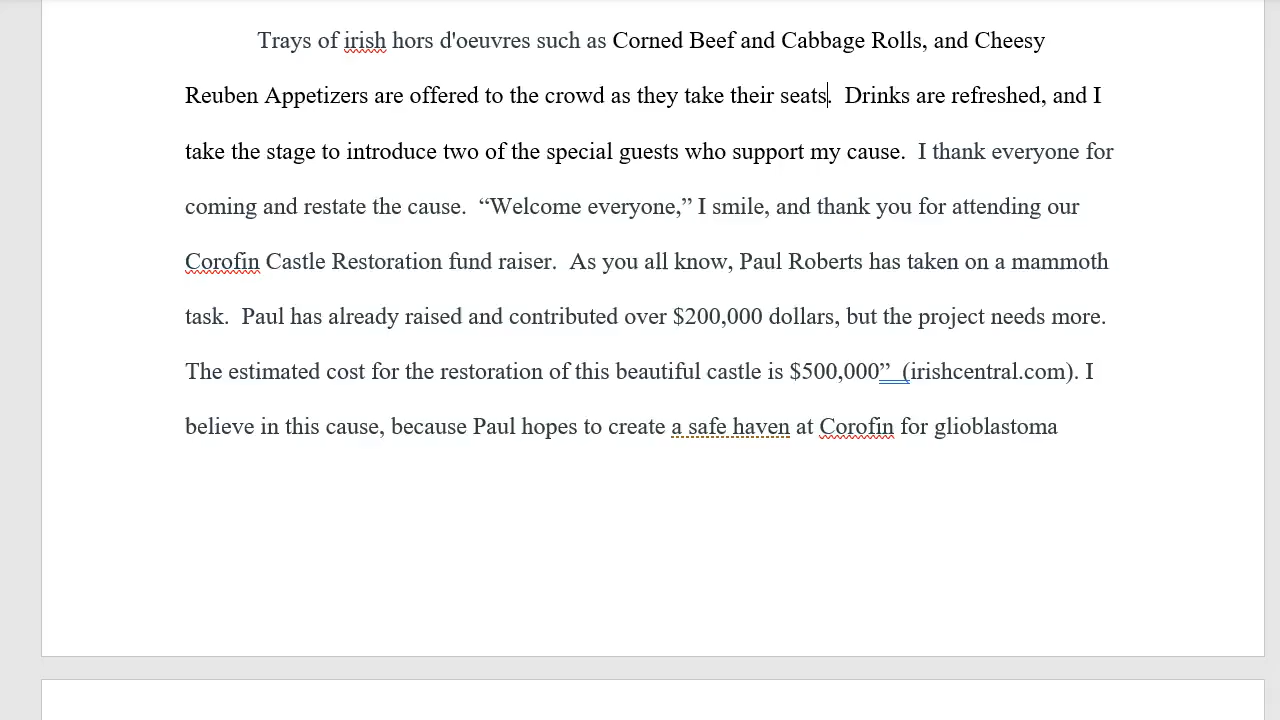 Trays of irish hors d'oeuvres such as Corned Beef and Cabbage Rolls, and Cheesy
Reuben Appetizers are offered to the crowd as they take their seats.  Drinks are refreshed, and I
take the stage to introduce two of the special guests who support my cause.  I thank everyone for
coming and restate the cause.  “Welcome everyone,” I smile, and thank you for attending our
Corofin Castle Restoration fund raiser.  As you all know, Paul Roberts has taken on a mammoth
task.  Paul has already raised and contributed over $200,000 dollars, but the project needs more.
The estimated cost for the restoration of this beautiful castle is $500,000”  (irishcentral.com). I
believe in this cause, because Paul hopes to create a safe haven at Corofin for glioblastoma